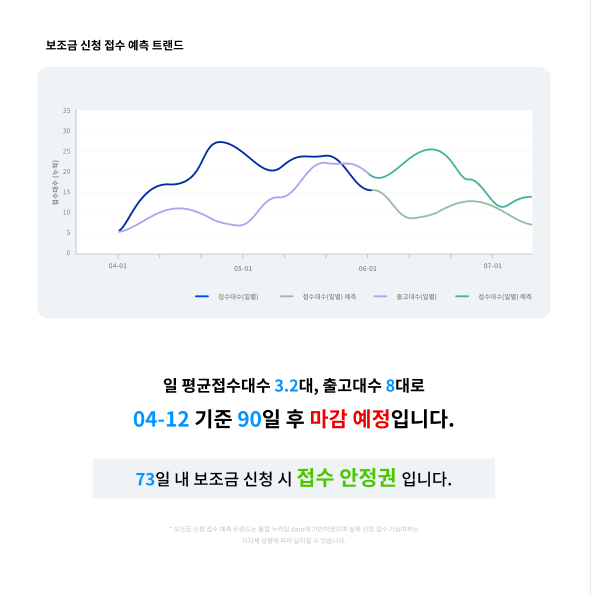 보조금 신청 접수 예측 트랜드
35
30
25
20
15
10
5
0
접수대수 (누적)
04-01
05-01
06-01
07-01
접수대수(일별)
접수대수(일별) 예측
출고대수(일별)
접수대수(일별) 예측
일 평균접수대수 3.2대, 출고대수 8대로
04-12 기준 90일 후 마감 예정입니다.
73일 내 보조금 신청 시 접수 안정권 입니다.
* 보조금 신청 접수 예측 트랜드는 통합 누리집 data에 기반하였으며 실제 신청 접수 가능여부는
지자체 상황에 따라 달라질 수 있습니다.